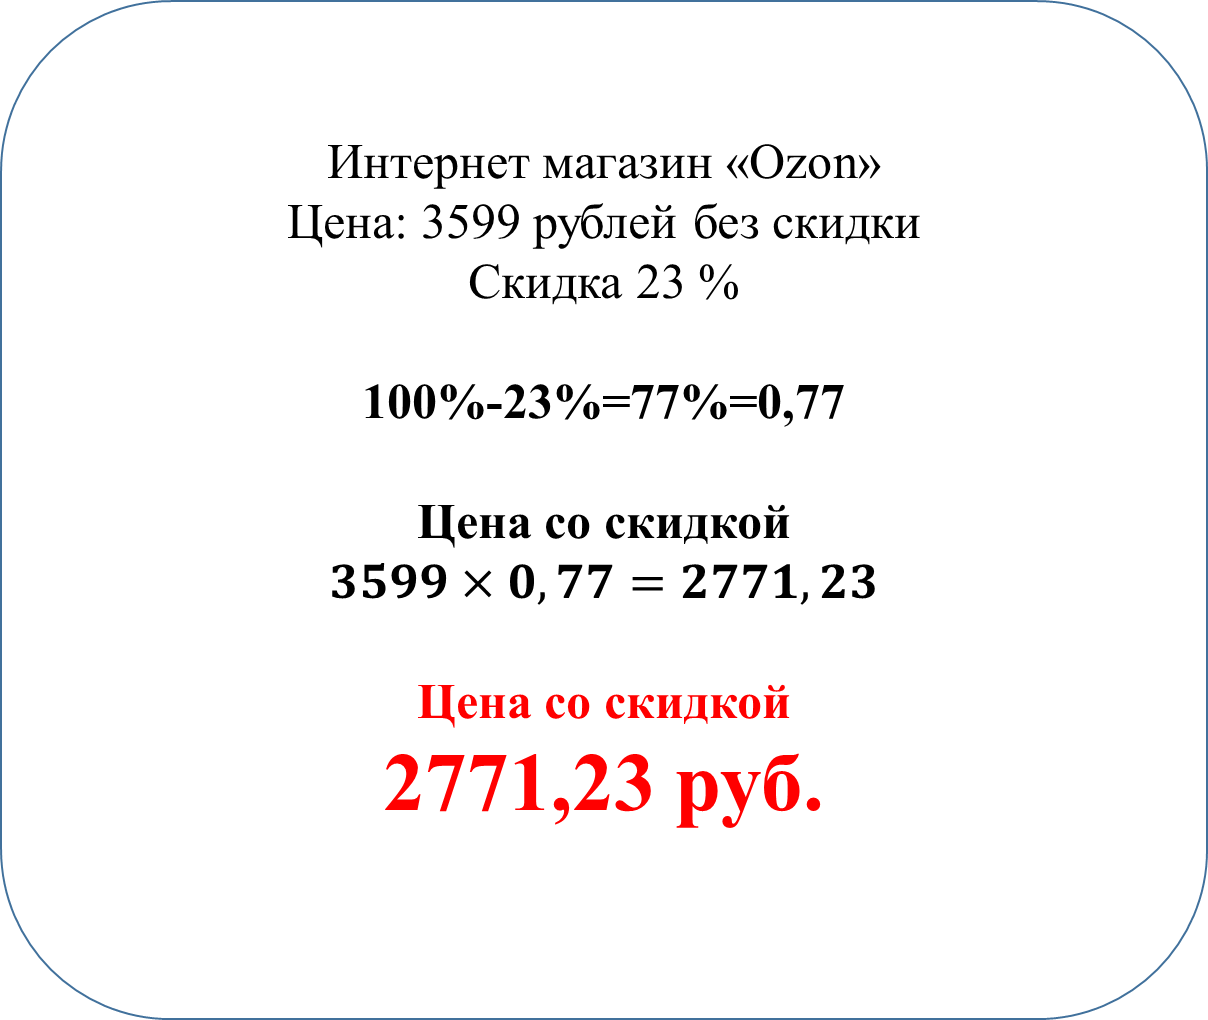 Интернет магазин «Ozon»
Цена: 3599 рублей без скидки
Скидка 23 %
100%-23%=77%=0,77
Цена со скидкой
3599 × 0,77 = 2771,23
Цена со скидкой
2771,23 руб.